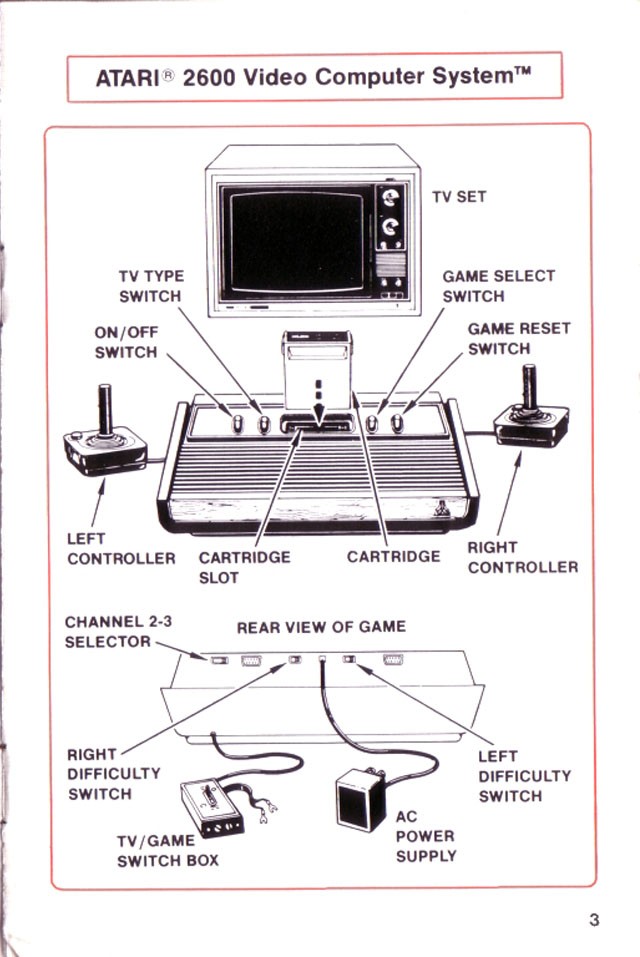 ATARI® 2600 Video Computer System™
TV SET
TV TYPE
SWITCH
GAME SELECT
SWITCH
ON/OFF
SWITCH
GAME RESET
SWITCH
LEFT
CONTROLLER
CARTRIDGE
SLOT
CARTRIDGE
RIGHT
CONTROLLER
CHANNEL 2-3
SELECTOR
REAR VIEW OF GAME
RIGHT
DIFFICULTY
SWITCH
LEFT
DIFFICULTY
SWITCH
TV/GAME
SWITCH BOX
AC
POWER
SUPPLY
3